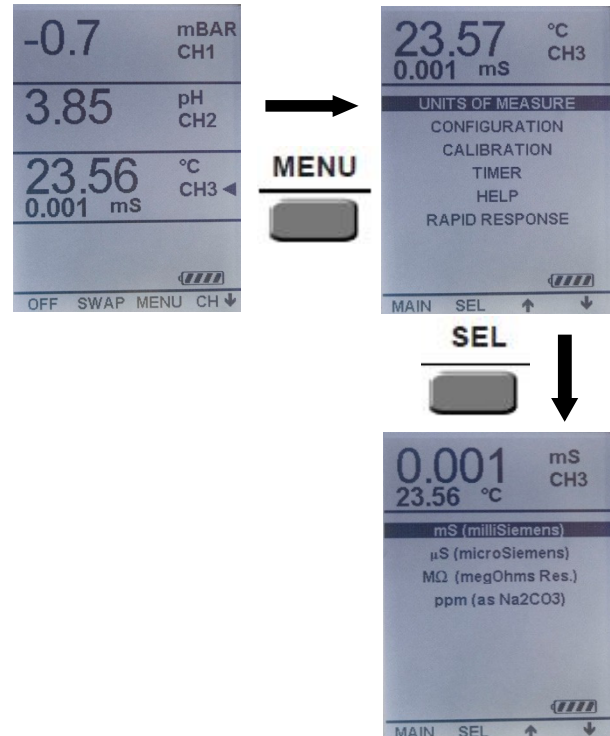 -0.7 mBAR
CH1
3.85 pH
CH2
23.56 °C
0.001 mS CH3 ◄
OFF SWAP MENU CH ↓
MENU
23.57 °C
0.001 mS CH3
UNITS OF MEASURE
CONFIGURATION
CALIBRATION
TIMER
HELP
RAPID RESPONSE
MAIN SEL ↑ ↓
SEL
0.001 mS
23.56 °C CH3
mS (milliSiemens)
µS (microSiemens)
MΩ (megOhms Res.)
ppm (as Na2CO3)
MAIN SEL ↑ ↓